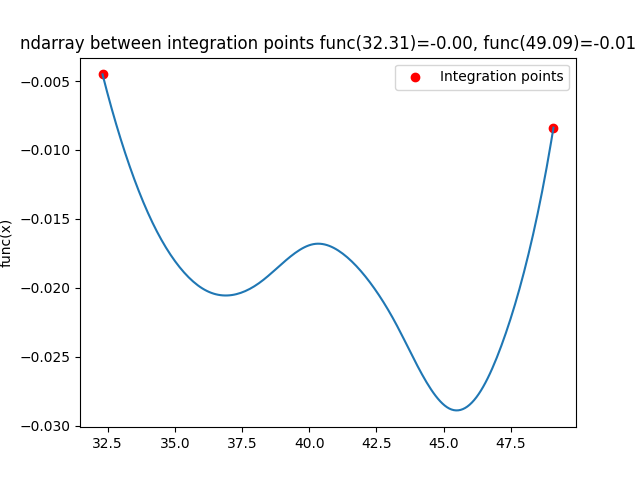 ndarray between integration points func(32.31)=-0.00, func(49.09)=-0.01
Integration points
−0.005
−0.010
−0.015
−0.020
−0.025
−0.030
func(x)
32.5 35.0 37.5 40.0 42.5 45.0 47.5